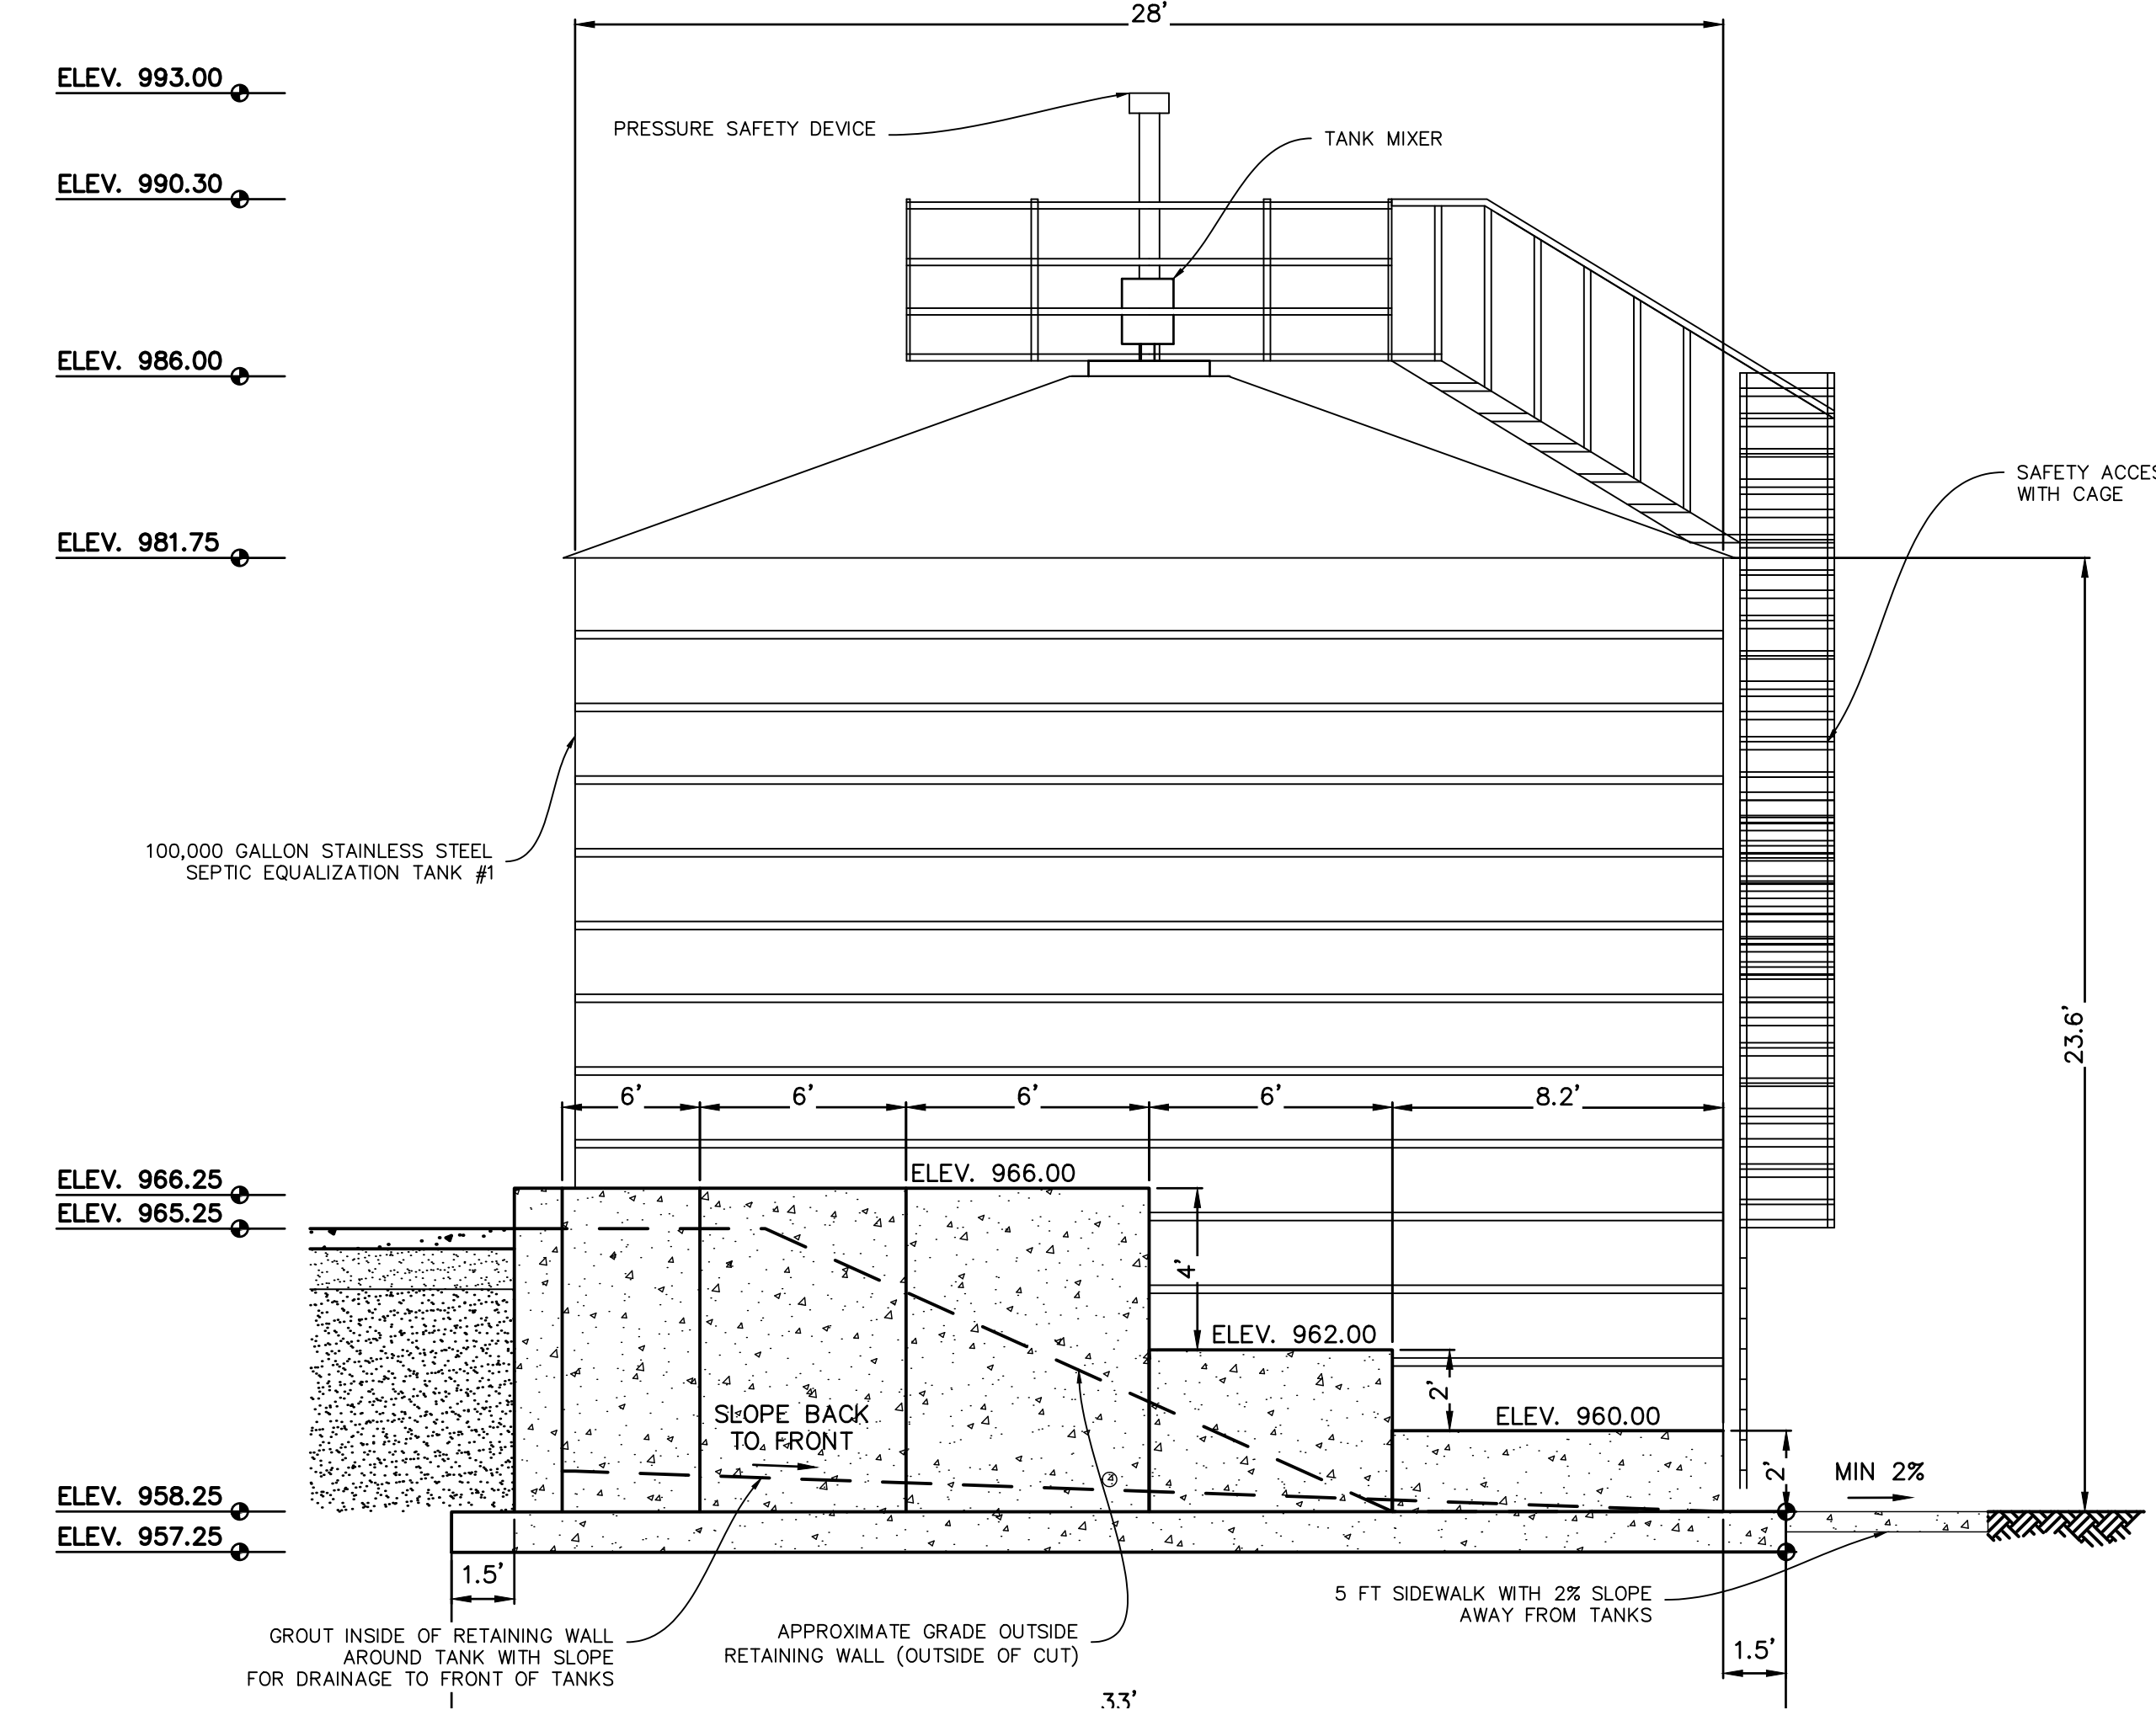 28'
ELEV. 993.00
PRESSURE SAFETY DEVICE
TANK MIXER
ELEV. 990.30
ELEV. 986.00
SAFETY
WITH CAGE
ELEV. 981.75
100,000 GALLON STAINLESS STEEL
SEPTIC EQUALIZATION TANK #1
23.6'
6'
6'
6'
6'
8.2'
ELEV. 966.25
ELEV. 966.00
ELEV. 965.25
4'
ELEV. 962.00
2'
SLOPE BACK
TO FRONT
ELEV. 960.00
2'
MIN 2%
ELEV. 958.25
ELEV. 957.25
1.5'
5 FT SIDEWALK WITH 2% SLOPE
AWAY FROM TANKS
GROUT INSIDE OF RETAINING WALL
AROUND TANK WITH SLOPE
FOR DRAINAGE TO FRONT OF TANKS
APPROXIMATE GRADE OUTSIDE
RETAINING WALL (OUTSIDE OF CUT)
1.5'
33'